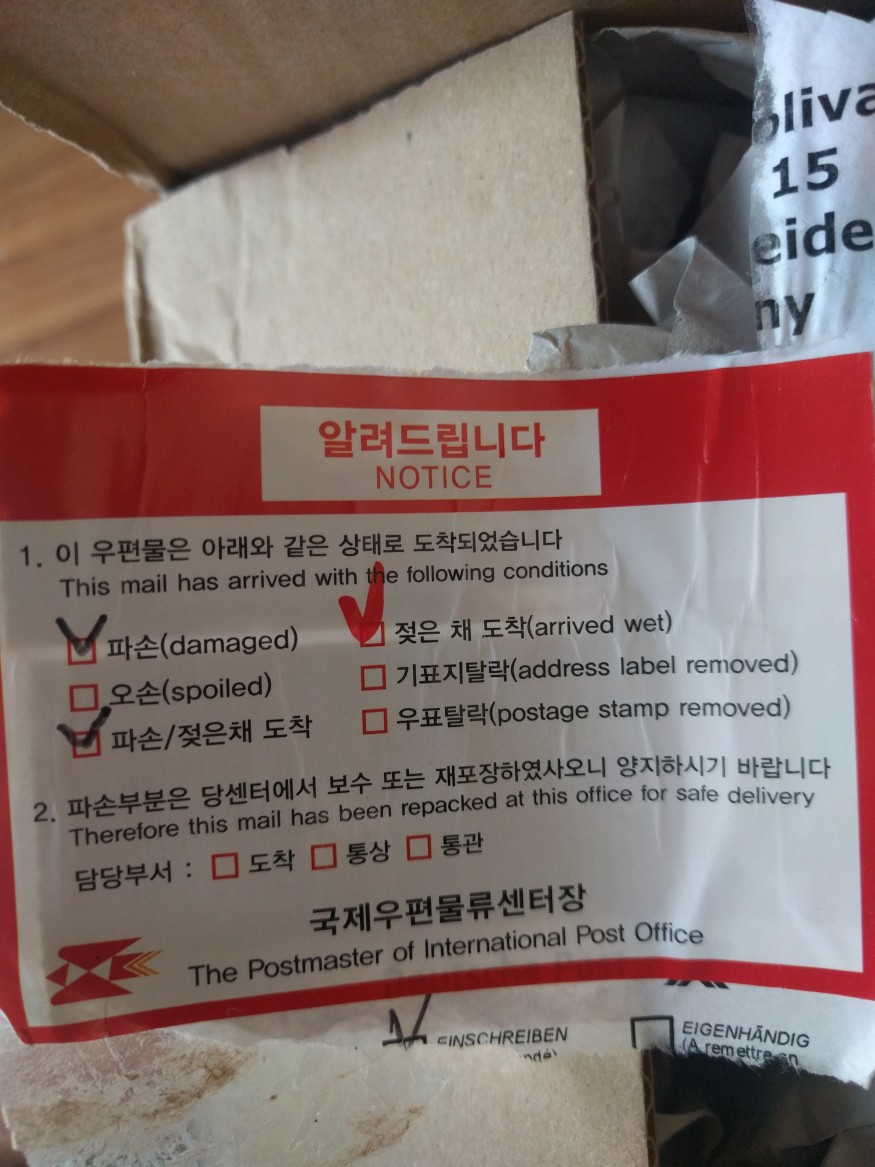 15
ny
알려드립니다
NOTICE
1. 이 우편물은 아래와 같은 상태로 도착되었습니다
This mail has arrived with the following conditions
파손(damaged)
젖은 채 도착(arrived wet)
오손(spoiled)
기표지탈락(address label removed)
파손/젖은채 도착
우표탈락(postage stamp removed)
2. 파손부분은 당센터에서 보수 또는 재포장하였사오니 양지하시기 바랍니다
Therefore this mail has been repacked at this office for safe delivery
담당부서 : 도착 통상 통관
국제우편물류센터장
The Postmaster of International Post Office
EINSCHREIBEN
EIGENHÄNDIG
(A remettre en